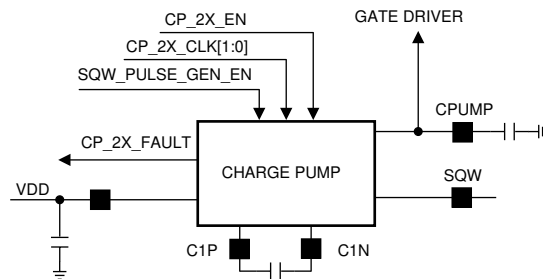 CP_2X_EN
GATE DRIVER
CP_2X_CLK[1:0]
SQW_PULSE_GEN_EN
CPUMP
CP_2X_FAULT
CHARGE PUMP
SQW
VDD
C1P
C1N